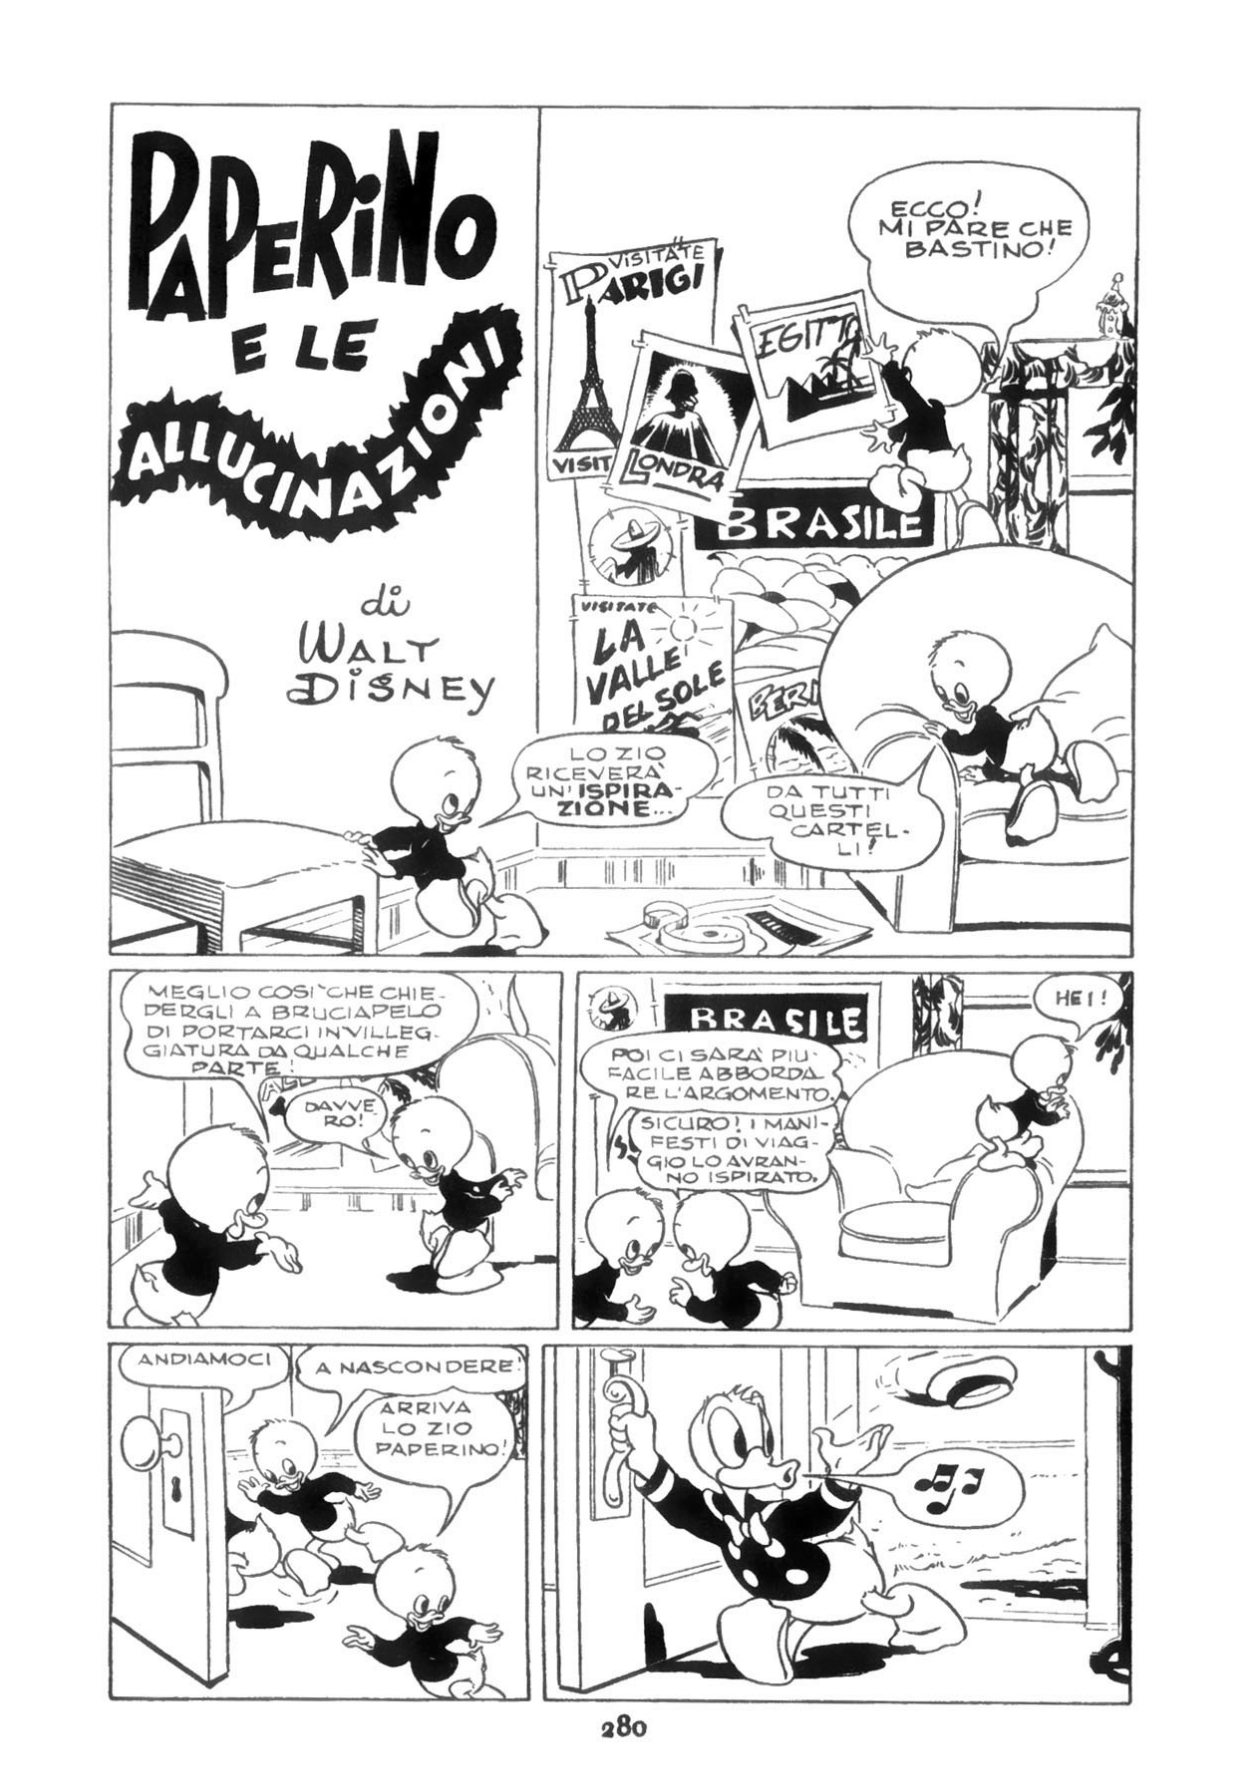 PAPERINO
E LE
ALLUCINAZIONI
di
WALT
DISNEY
ECCO!
MI PARE CHE
BASTINO!
VISITATE
PARIGI
VISIT
LONDRA
EGITTO
BRASILE
VISITATE
LA
VALLE
DEL SOLE
BER
LO ZIO
RICEVERÀ
UN'ISPIRA-
ZIONE...
DA TUTTI
QUESTI
CARTEL-
LI!
MEGLIO COSÌ CHE CHIE-
DERGLI A BRUCIAPELO
DI PORTARCI IN VILLEG-
GIATURA DA QUALCHE
PARTE!
DAVVE
RO!
BRASILE
POI CI SARÀ PIU'
FACILE ABBORDA
RE L'ARGOMENTO.
SICURO! I MANI-
FESTI DI VIAG-
GIO LO AVRAN-
NO ISPIRATO.
HEI!
ANDIAMOCI
A NASCONDERE!
ARRIVA
LO ZIO
PAPERINO!
280